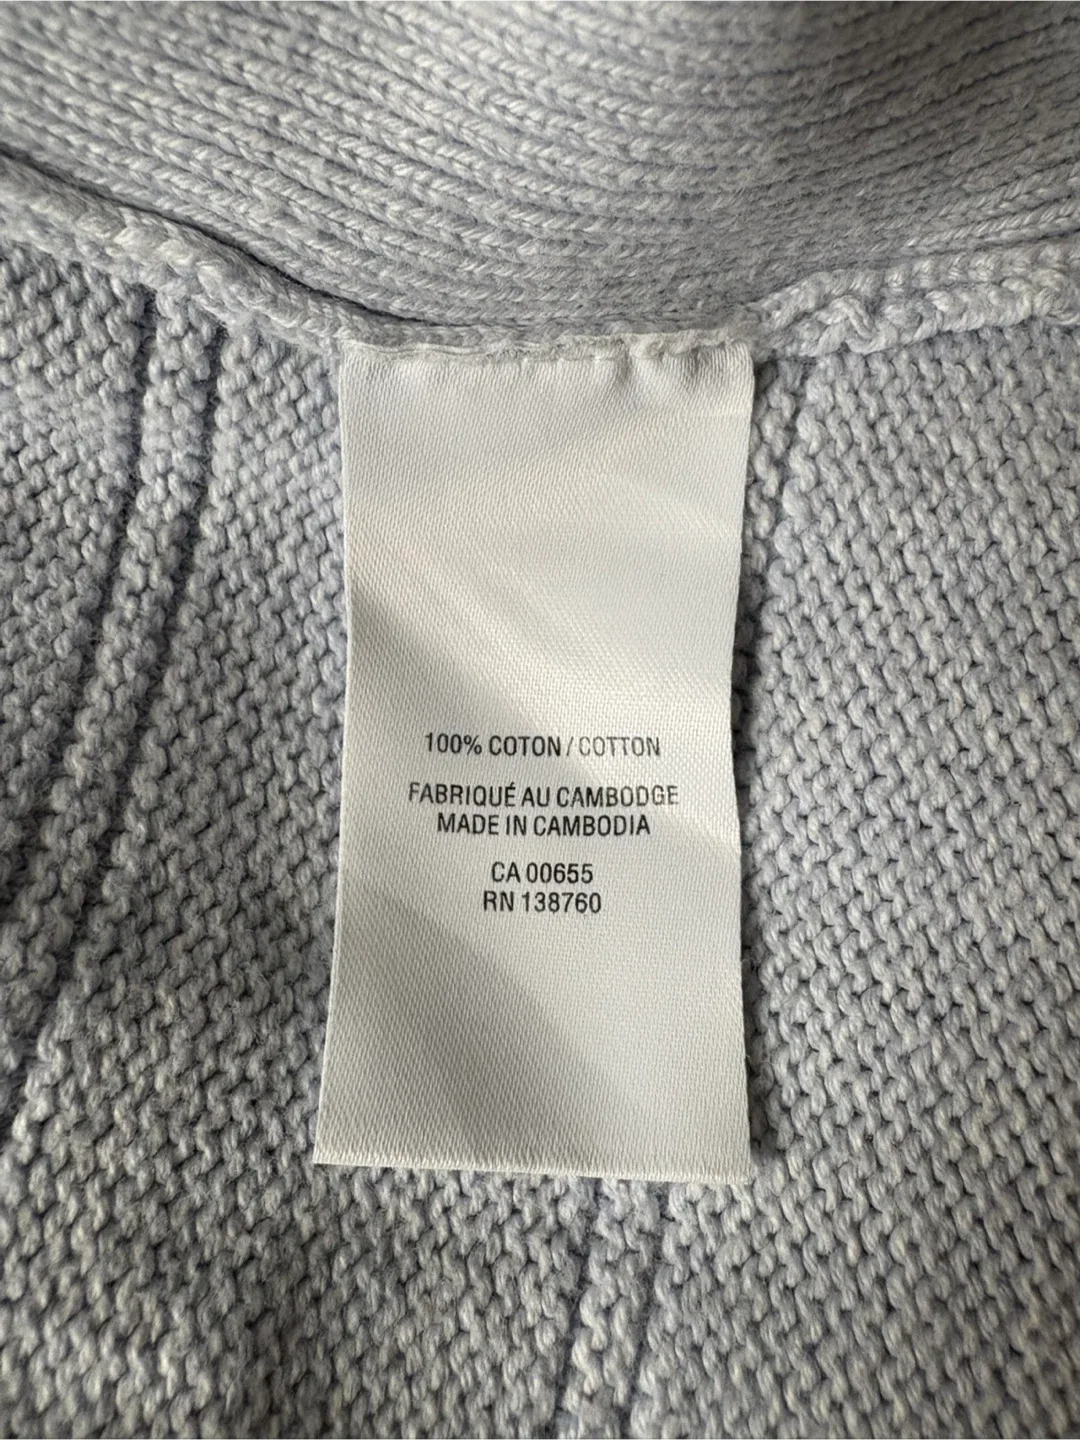 100% COTON / COTTON
FABRIQUÉ AU CAMBODGE
MADE IN CAMBODIA
CA 00655
RN 138760